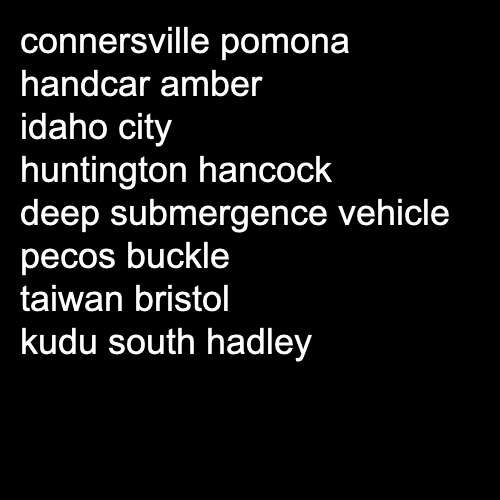 connersville pomona
handcar amber
idaho city
huntington hancock
deep submergence vehicle
pecos buckle
taiwan bristol
kudu south hadley